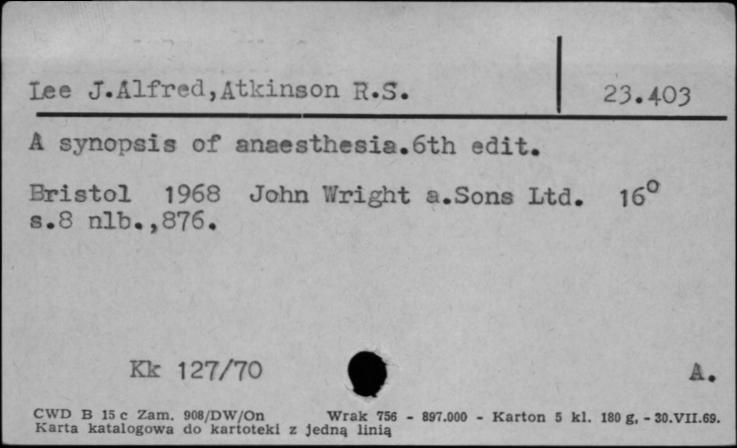 Lee J.Alfred,Atkinson R.S. 23.403
A synopsis of anaesthesia.6th edit.
Bristol 1968 John Wright a.Sons Ltd. 16°
s.8 nlb.,876.
Kk 127/70 A.
CWD B 15 c Zam. 908/DW/On Wrak 756 - 897.000 - Karton 5 kl. 180 g, - 30.VII.69.
Karta katalogowa do kartoteki z jedną linią